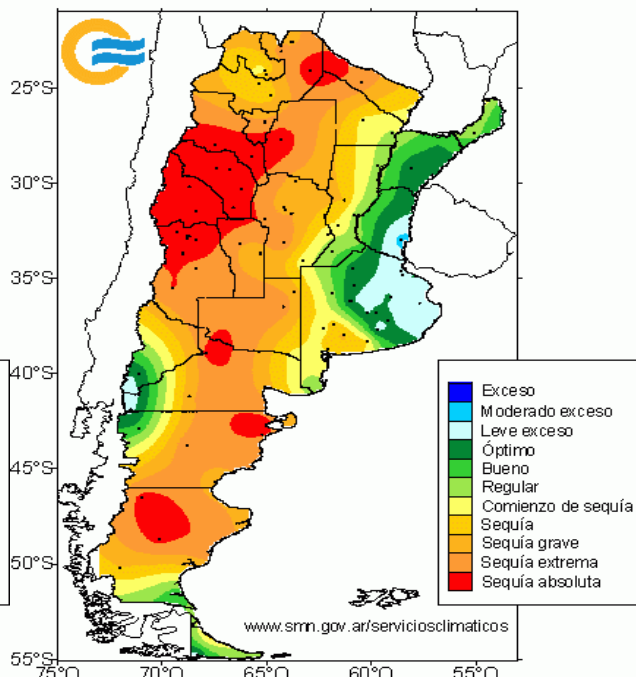 25°S
30°S
35°S
40°S
45°S
50°S
55°S
75°O
70°O
65°O
60°O
55°O
Exceso
Moderado exceso
Leve exceso
Óptimo
Bueno
Regular
Comienzo de sequía
Sequía
Sequía grave
Sequía extrema
Sequía absoluta
www.smn.gov.ar/serviciosclimaticos